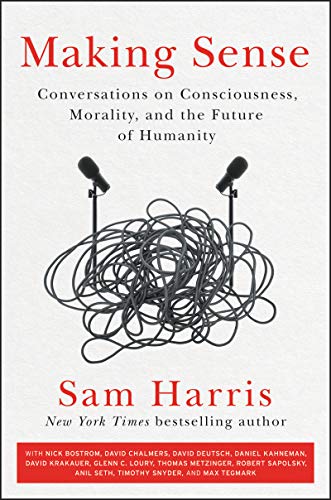 Making Sense
Conversations on Consciousness,
Morality, and the Future
of Humanity
Sam Harris
New York Times bestselling author
WITH NICK BOSTROM, DAVID CHALMERS, DAVID DEUTSCH, DANIEL KAHNEMAN,
DAVID KRAKAUER, GLENN C. LOURY, THOMAS METZINGER, ROBERT SAPOLSKY,
ANIL SETH, TIMOTHY SNYDER, AND MAX TEGMARK